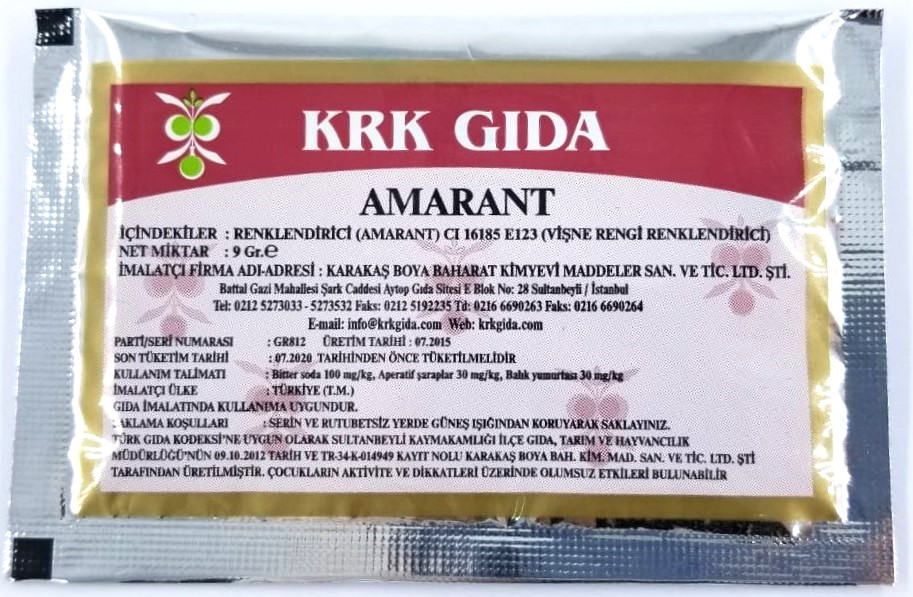 KRK GIDA
AMARANT
İÇİNDEKİLER : RENKLENDİRİCİ (AMARANT) CI 16185 E123 (VİŞNE RENGİ RENKLENDİRİCİ)
NET MİKTAR : 9 Gr.℮
İMALATÇI FİRMA ADI-ADRESİ : KARAKAŞ BOYA BAHARAT KİMYEVİ MADDELER SAN. VE TİC. LTD. ŞTİ.
Battal Gazi Mahallesi Şark Caddesi Aytop Gıda Sitesi E Blok No: 28 Sultanbeyli / İstanbul
Tel: 0212 5273033 - 5273532 Faks: 0212 5192235 Td: 0216 6690263 Faks: 0216 6690264
E-mail: info@krkgida.com Web: krkgida.com
PARTİ/SERİ NUMARASI : GR812 ÜRETİM TARİHİ : 07.2015
SON TÜKETİM TARİHİ : 07.2020 TARİHİNDEN ÖNCE TÜKETİLMELİDİR
KULLANIM TALİMATI : Bitter soda 100 mg/kg, Aperatif şaraplar 30 mg/kg, Balık yumurtası 30 mg/kg
İMALATÇI ÜLKE : TÜRKİYE (T.M.)
GIDA İMALATINDA KULLANIMA UYGUNDUR.
AKLAMA KOŞULLARI : SERİN VE RUTUBETSİZ YERDE GÜNEŞ IŞIĞINDAN KORUYARAK SAKLAYINIZ.
TÜRK GIDA KODEKSİ'NE UYGUN OLARAK SULTANBEYLİ KAYMAKAMLIĞI İLÇE GIDA, TARIM VE HAYVANCILIK
MÜDÜRLÜĞÜ'NÜN 09.10.2012 TARİH VE TR-34-K-014949 KAYIT NOLU KARAKAŞ BOYA BAH. KİM. MAD. SAN. VE TİC. LTD. ŞTİ
TARAFINDAN ÜRETİLMİŞTİR. ÇOCUKLARIN AKTİVİTE VE DİKKATLERİ ÜZERİNDE OLUMSUZ ETKİLERİ BULUNABİLİR